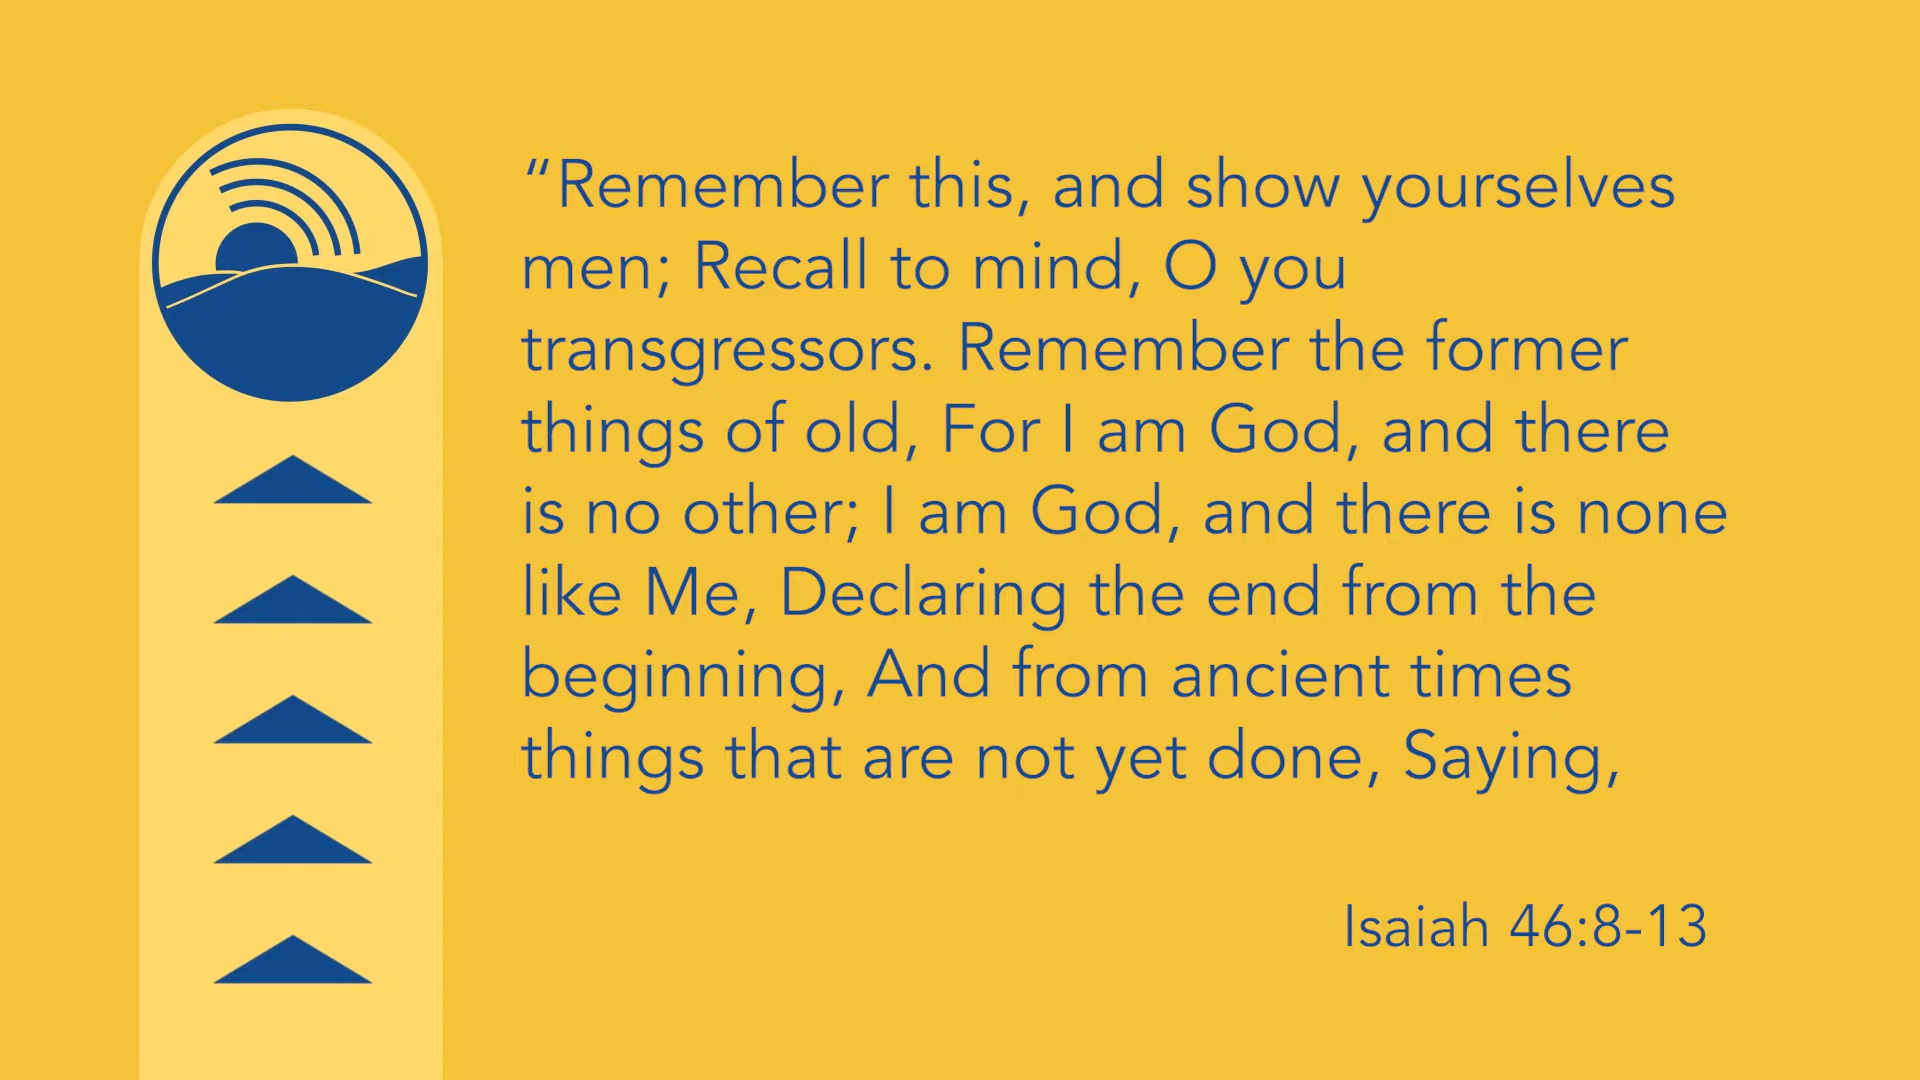 “Remember this, and show yourselves
men; Recall to mind, O you
transgressors. Remember the former
things of old, For I am God, and there
is no other; I am God, and there is none
like Me, Declaring the end from the
beginning, And from ancient times
things that are not yet done, Saying,
Isaiah 46:8-13